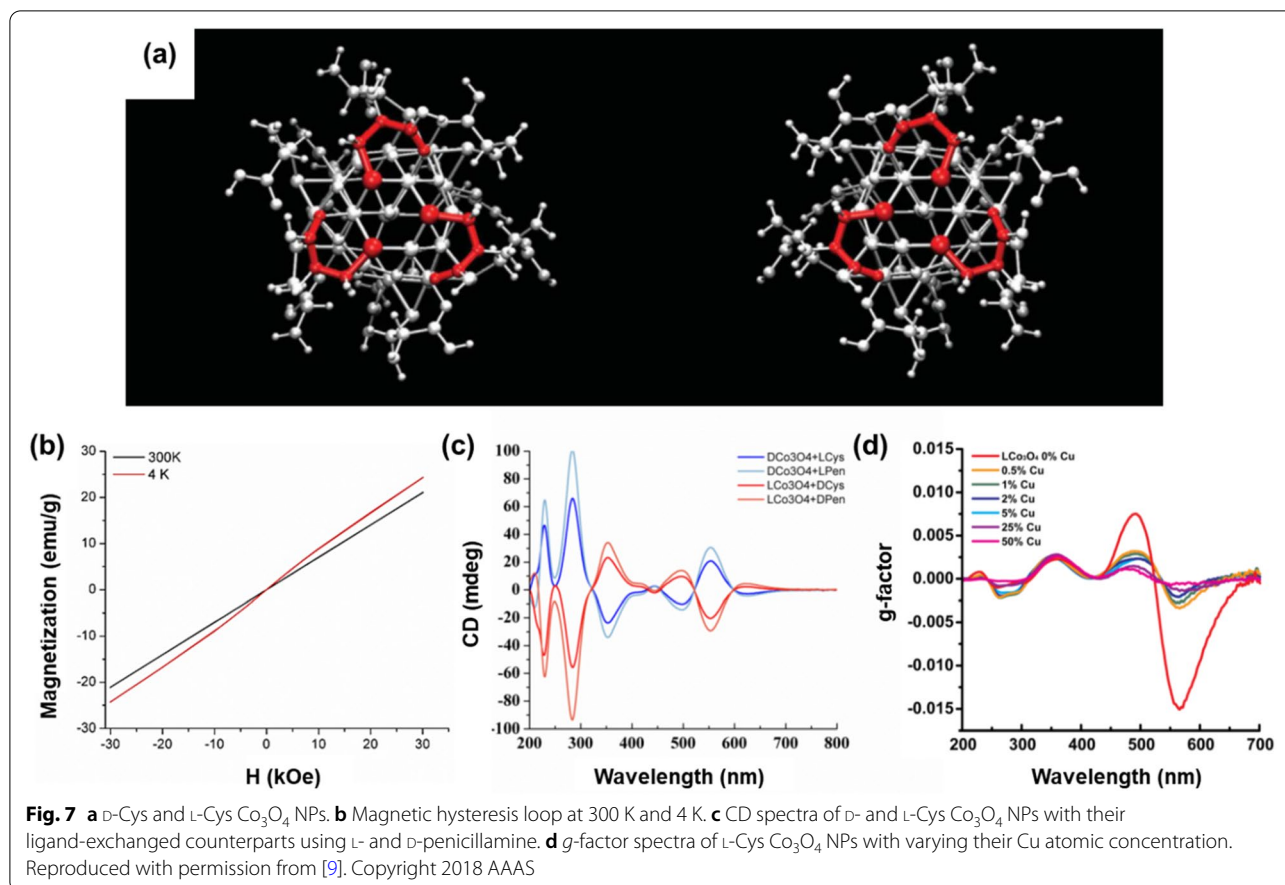 (a)
(b)
Magnetization (emu/g)
30
20
10
0
-10
-20
-30
300K
4 K
-30 -20 -10 0 10 20 30
H (kOe)
(c)
CD (mdeg)
100
80
60
40
20
0
-20
-40
-60
-80
-100
DCo3O4+LCys
DCo3O4+LPen
LCo3O4+DCys
LCo3O4+DPen
200 300 400 500 600 700 800
Wavelength (nm)
(d)
g-factor
0.015
0.010
0.005
0.000
-0.005
-0.010
-0.015
LCo₃O₄ 0% Cu
0.5% Cu
1% Cu
2% Cu
5% Cu
25% Cu
50% Cu
200 300 400 500 600 700
Wavelength (nm)
Fig. 7 a D-Cys and L-Cys Co₃O₄ NPs. b Magnetic hysteresis loop at 300 K and 4 K. c CD spectra of D- and L-Cys Co₃O₄ NPs with their
ligand-exchanged counterparts using L- and D-penicillamine. d g-factor spectra of L-Cys Co₃O₄ NPs with varying their Cu atomic concentration.
Reproduced with permission from [9]. Copyright 2018 AAAS